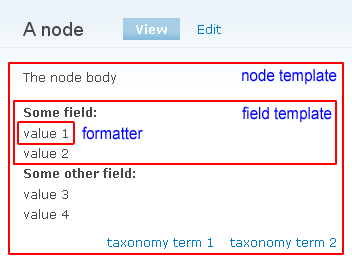 A node View Edit
The node body node template
Some field: field template
value 1 formatter
value 2
Some other field:
value 3
value 4
taxonomy term 1 taxonomy term 2